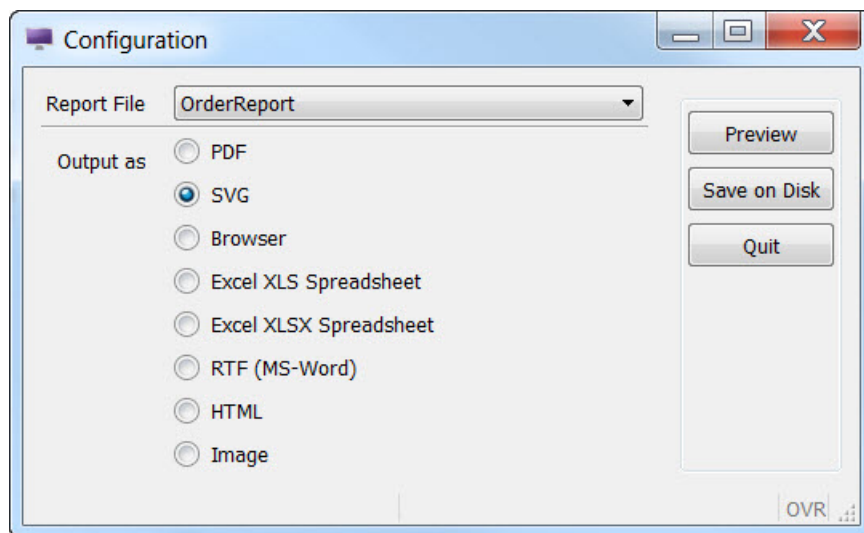 Configuration
Report File OrderReport
Output as
PDF
SVG
Browser
Excel XLS Spreadsheet
Excel XLSX Spreadsheet
RTF (MS-Word)
HTML
Image
Preview
Save on Disk
Quit
OVR